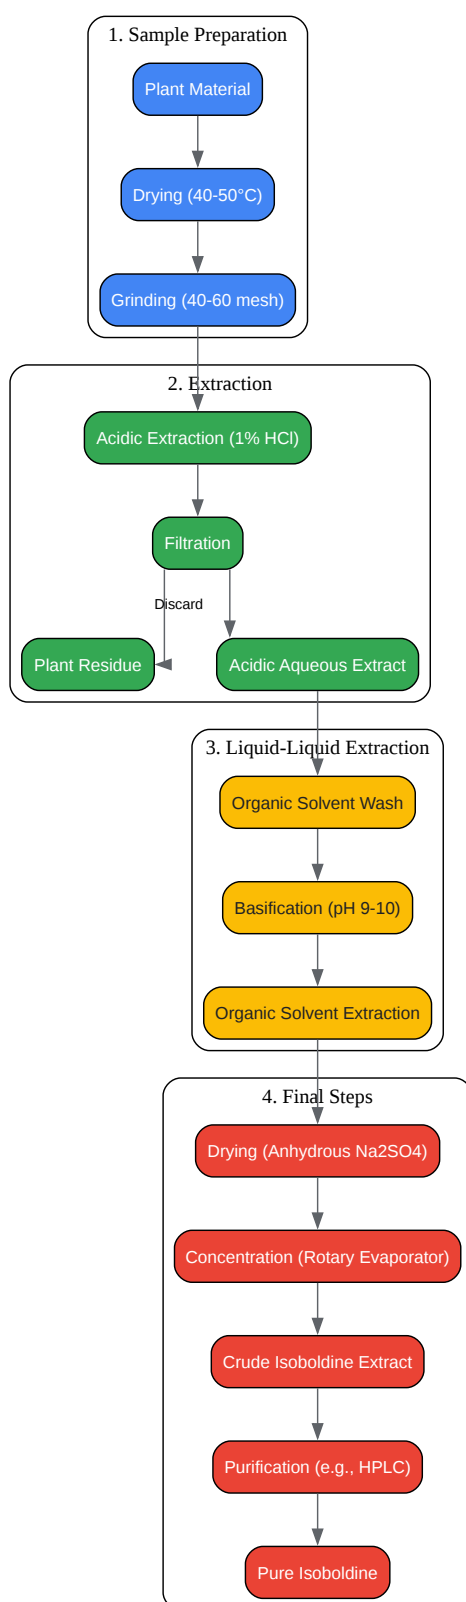 1. Sample Preparation
Plant Material
Drying (40-50°C)
Grinding (40-60 mesh)
2. Extraction
Acidic Extraction (1% HCl)
Filtration
Discard
Plant Residue
Acidic Aqueous Extract
3. Liquid-Liquid Extraction
Organic Solvent Wash
Basification (pH 9-10)
Organic Solvent Extraction
4. Final Steps
Drying (Anhydrous Na2SO4)
Concentration (Rotary Evaporator)
Crude Isoboldine Extract
Purification (e.g., HPLC)
Pure Isoboldine